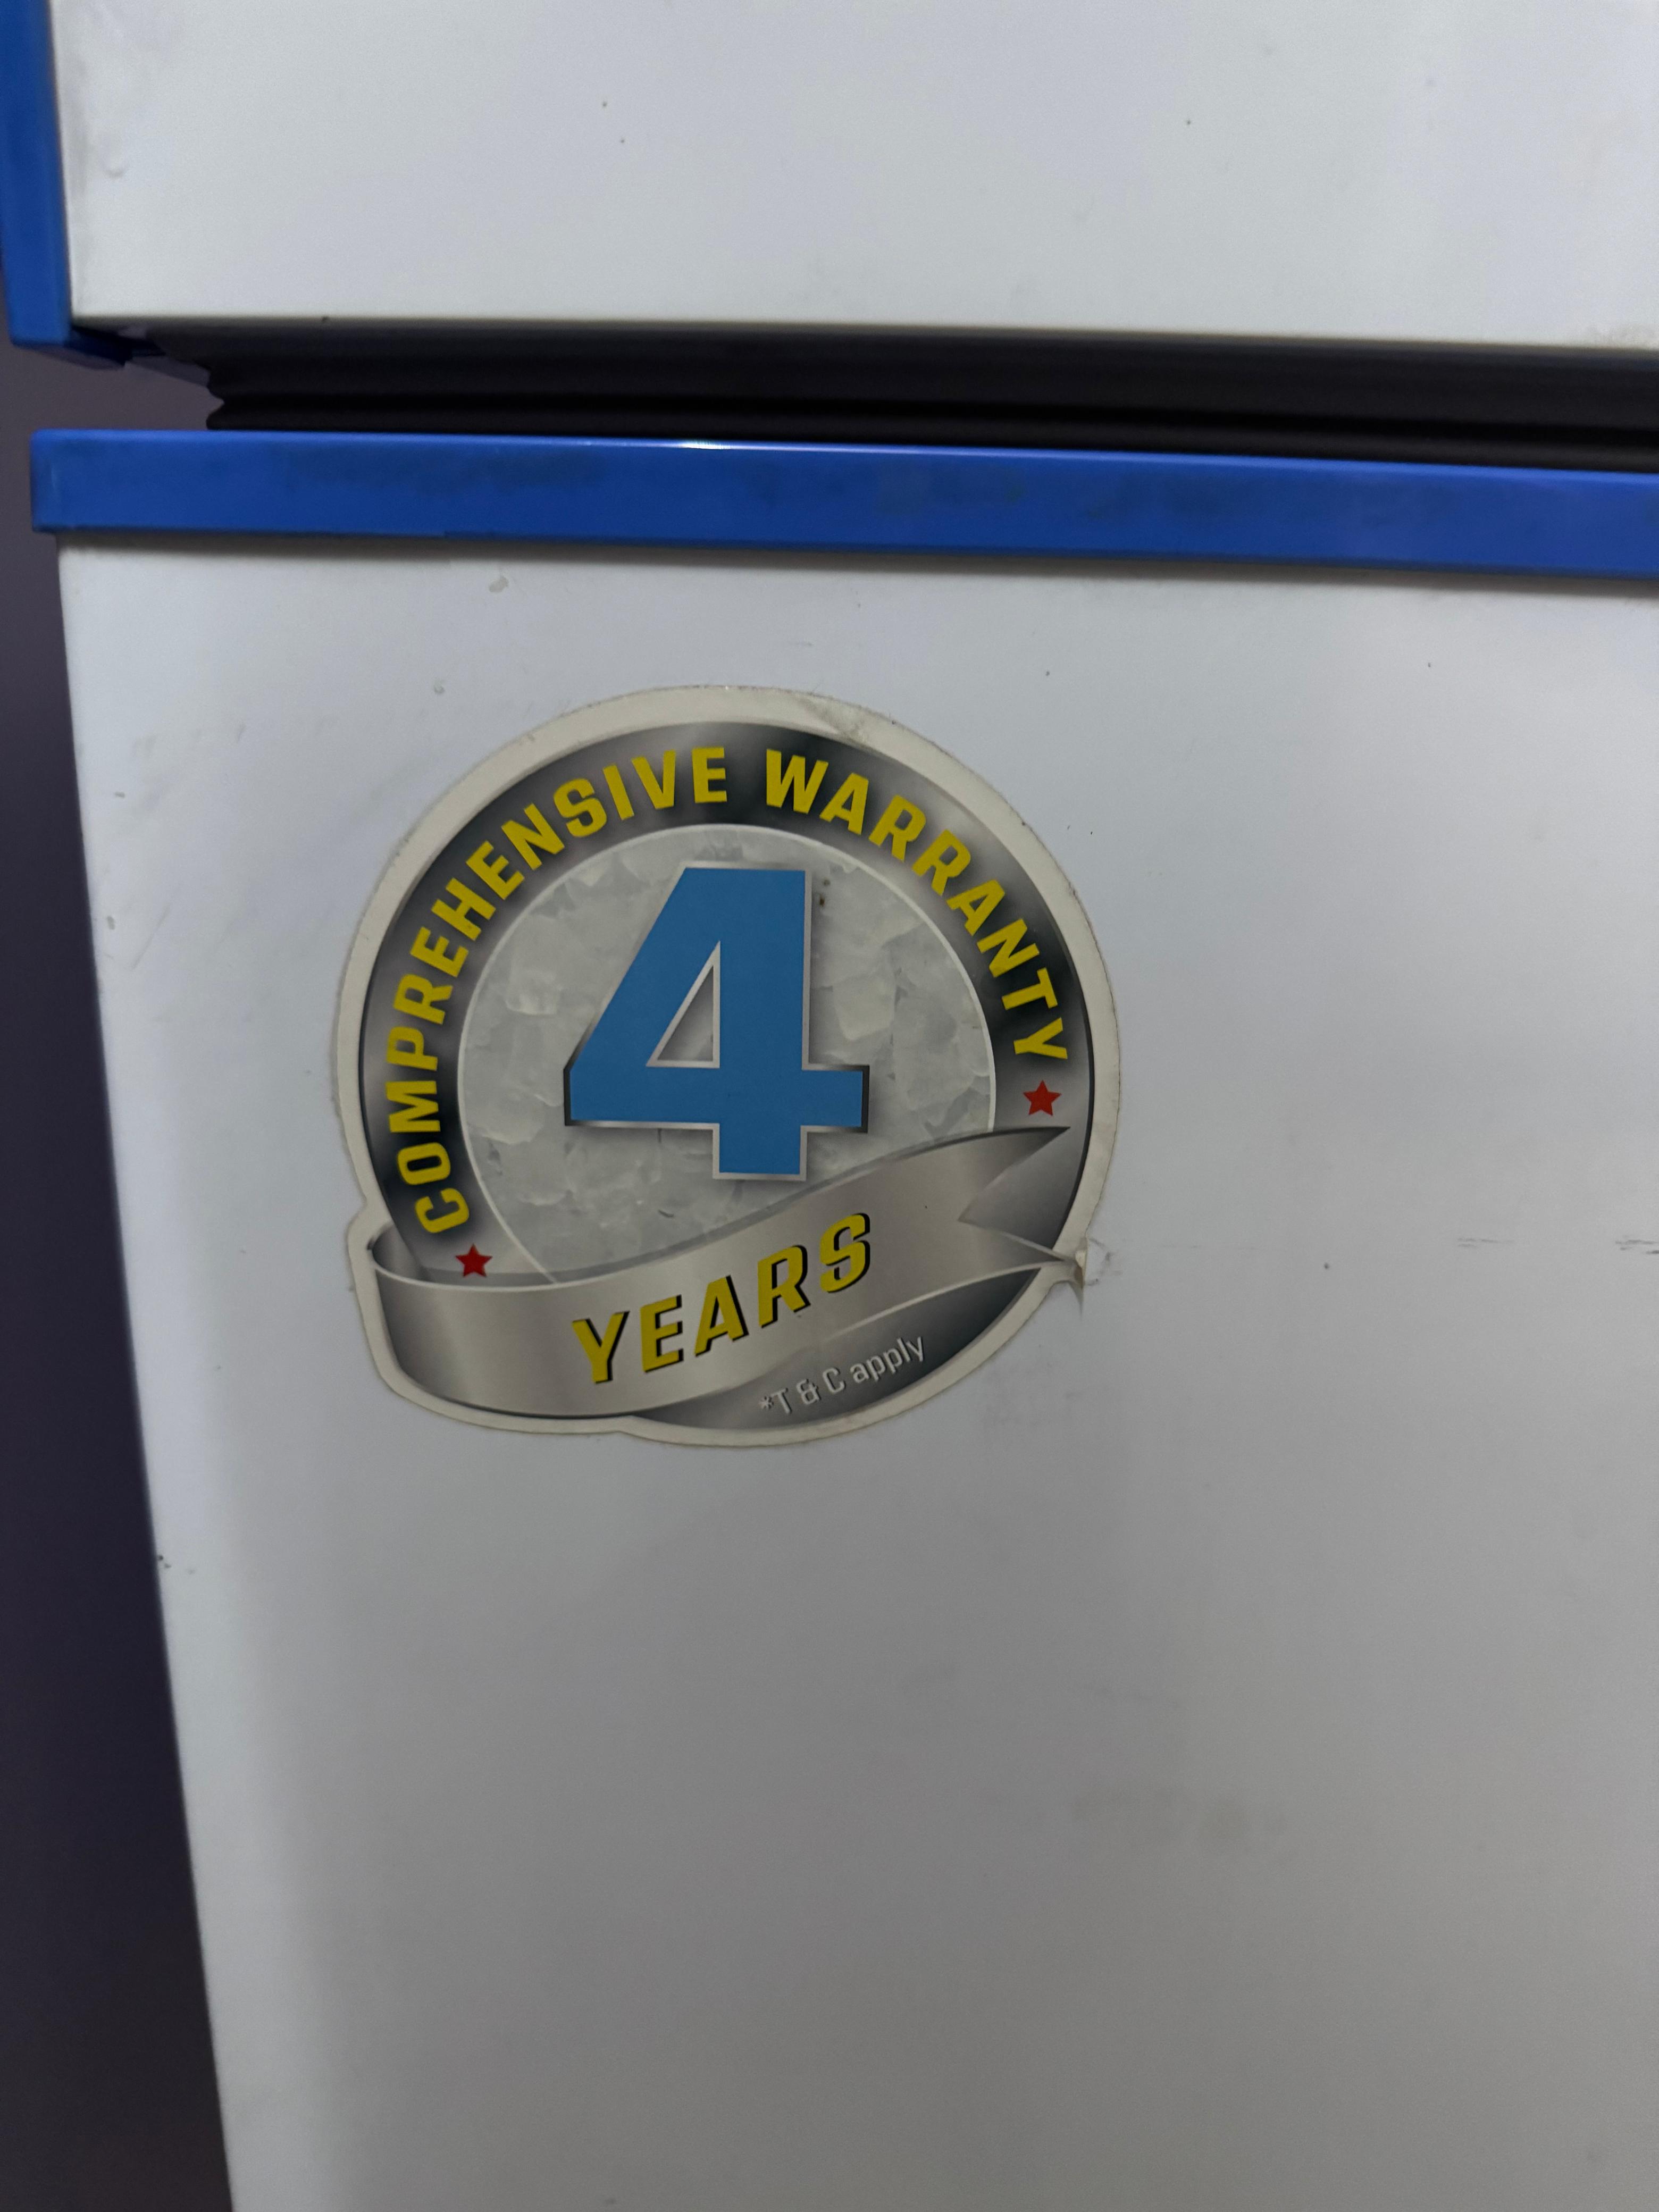 COMPREHENSIVE WARRANTY
4
YEARS
*T & C apply